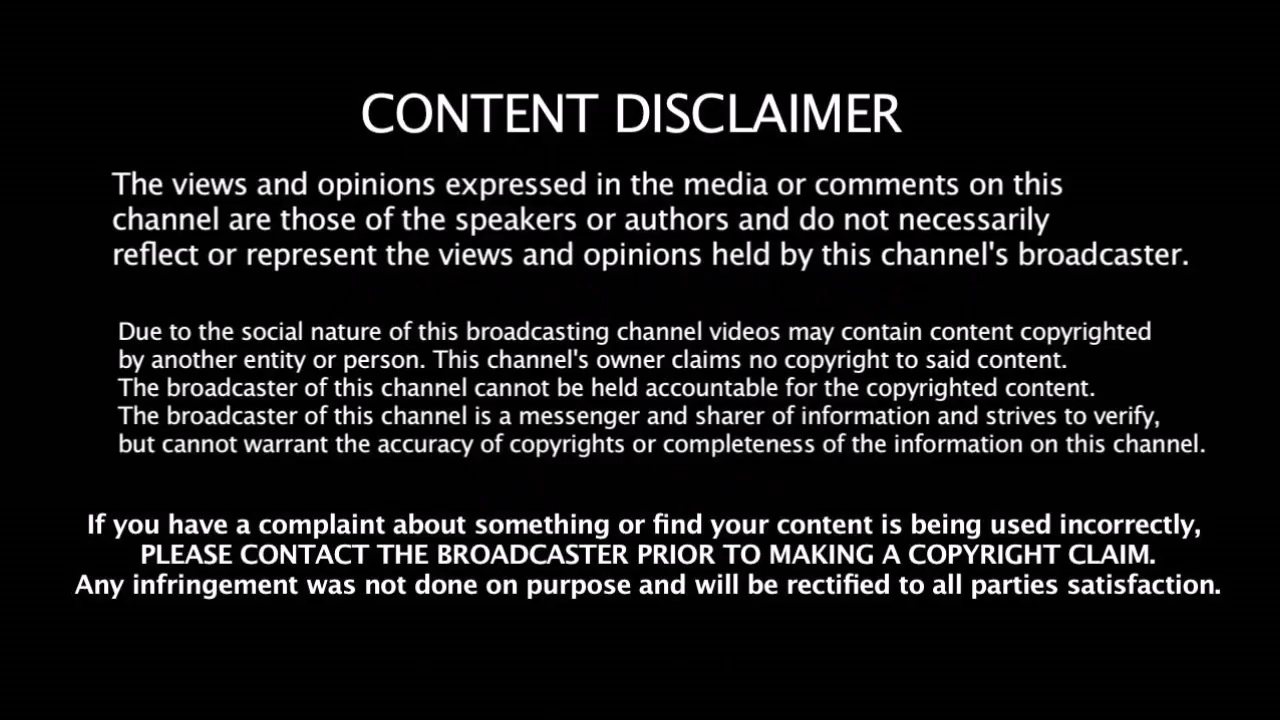 CONTENT DISCLAIMER
The views and opinions expressed in the media or comments on this
channel are those of the speakers or authors and do not necessarily
reflect or represent the views and opinions held by this channel's broadcaster.
Due to the social nature of this broadcasting channel videos may contain content copyrighted
by another entity or person. This channel's owner claims no copyright to said content.
The broadcaster of this channel cannot be held accountable for the copyrighted content.
The broadcaster of this channel is a messenger and sharer of information and strives to verify,
but cannot warrant the accuracy of copyrights or completeness of the information on this channel.
If you have a complaint about something or find your content is being used incorrectly,
PLEASE CONTACT THE BROADCASTER PRIOR TO MAKING A COPYRIGHT CLAIM.
Any infringement was not done on purpose and will be rectified to all parties satisfaction.